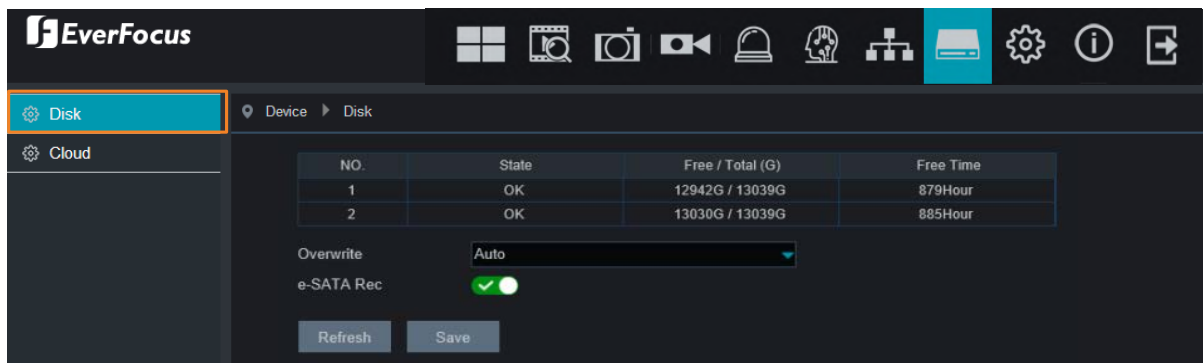 EverFocus
Disk
Cloud
Device Disk
NO. State Free / Total (G) Free Time
1 OK 12942G / 13039G 879Hour
2 OK 13030G / 13039G 885Hour
Overwrite Auto
e-SATA Rec
Refresh Save